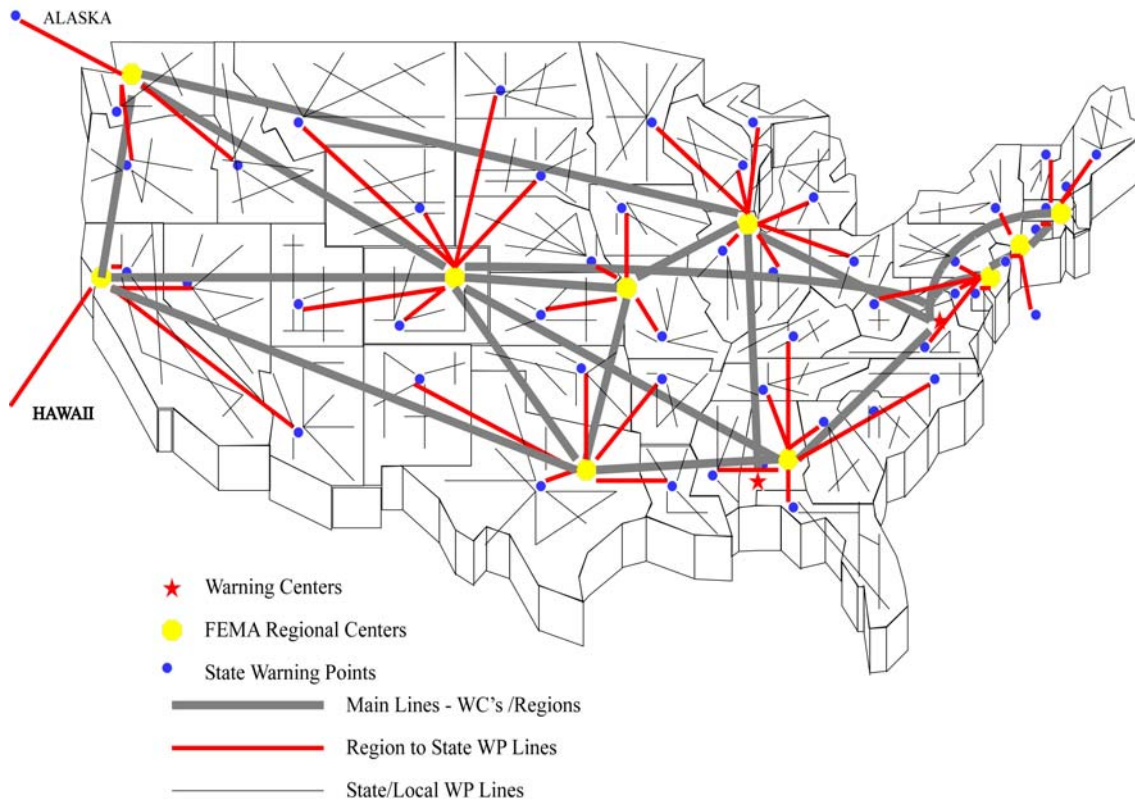 ALASKA
HAWAII
Warning Centers
FEMA Regional Centers
State Warning Points
Main Lines - WC's /Regions
Region to State WP Lines
State/Local WP Lines